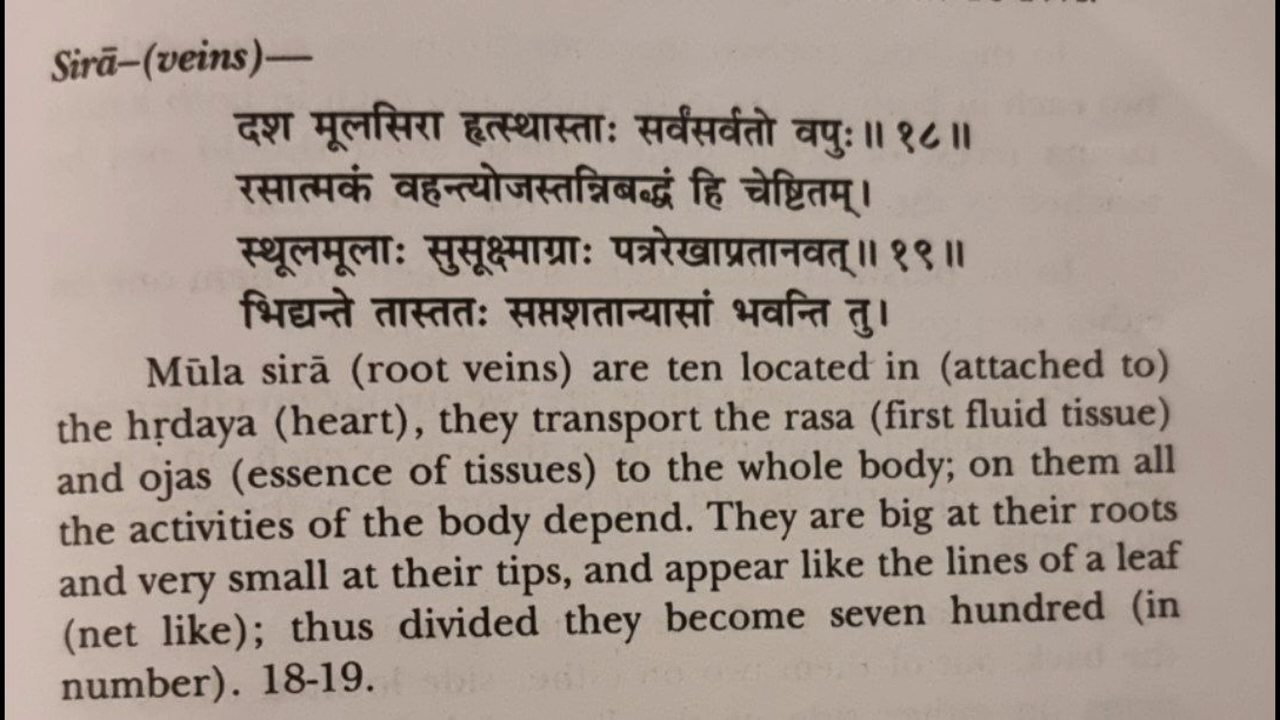 Sirā–(veins)—
दश मूलसिरा हृत्स्थास्ताः सर्वंसर्वतो वपुः॥ १८॥
रसात्मकं वहन्त्योजस्तन्निबद्धं हि चेष्टितम्।
स्थूलमूलाः सुसूक्ष्माग्राः पत्ररेखाप्रतानवत्॥ १९॥
भिद्यन्ते तास्ततः सप्तशतान्यासां भवन्ति तु।
Mūla sirā (root veins) are ten located in (attached to)
the hṛdaya (heart), they transport the rasa (first fluid tissue)
and ojas (essence of tissues) to the whole body; on them all
the activities of the body depend. They are big at their roots
and very small at their tips, and appear like the lines of a leaf
(net like); thus divided they become seven hundred (in
number). 18-19.